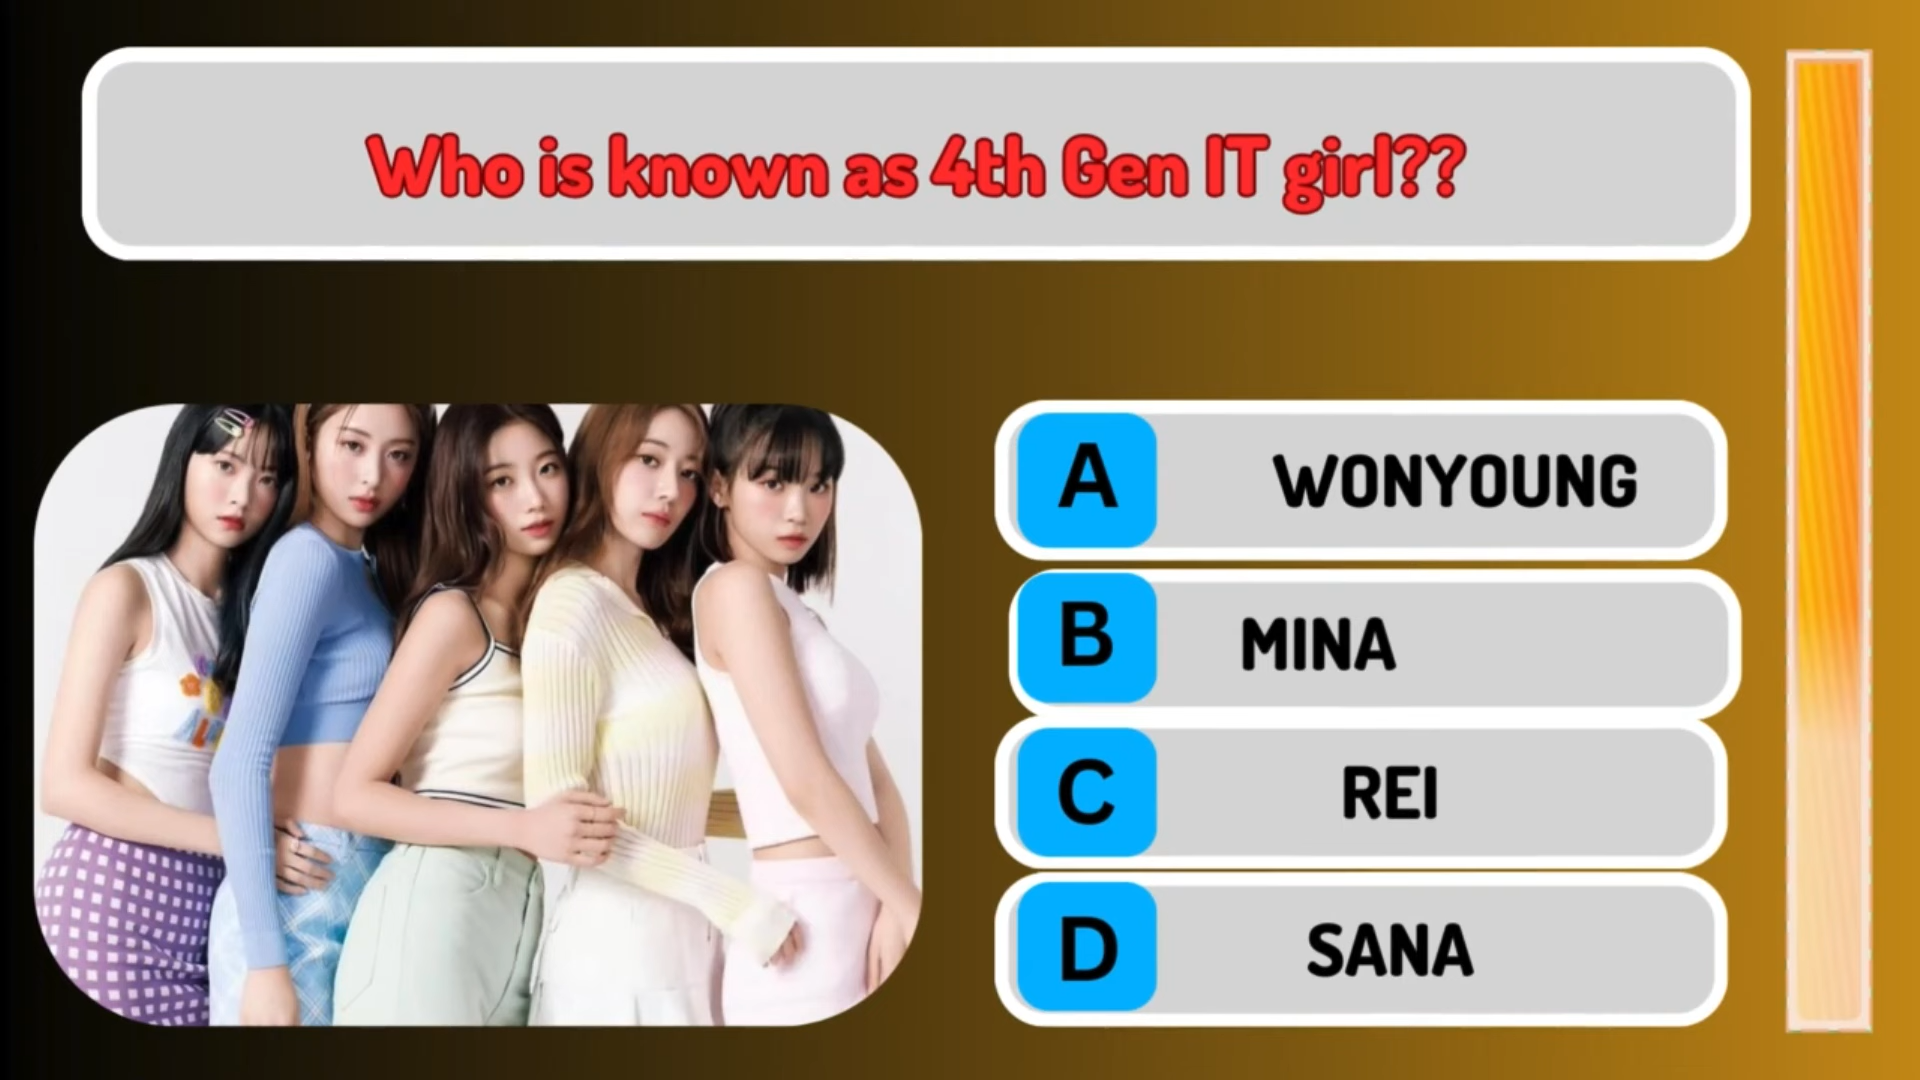 Who is known as 4th Gen IT girl??
A WONYOUNG
B MINA
C REI
D SANA